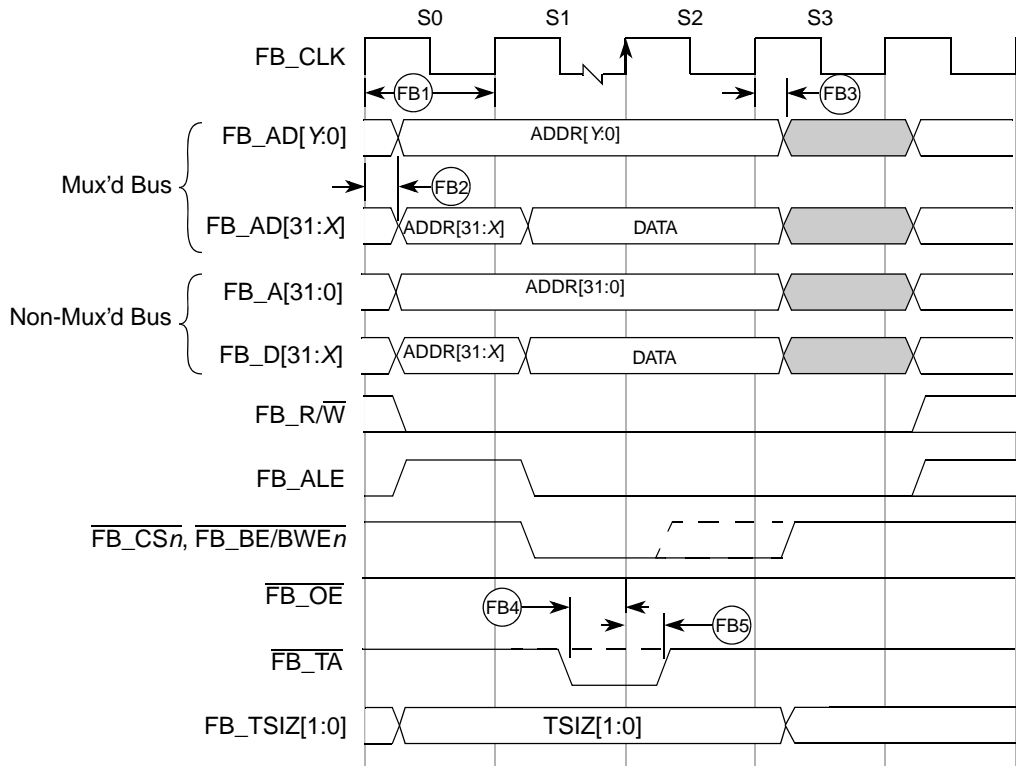 S0 S1 S2 S3
FB_CLK
FB1 FB3
FB_AD[Y:0] ADDR[Y:0]
Mux'd Bus FB2
FB_AD[31:X] ADDR[31:X] DATA
FB_A[31:0] ADDR[31:0]
Non-Mux'd Bus
FB_D[31:X] ADDR[31:X] DATA
FB_R/W
FB_ALE
FB_CSn, FB_BE/BWEn
FB_OE
FB4 FB5
FB_TA
FB_TSIZ[1:0] TSIZ[1:0]